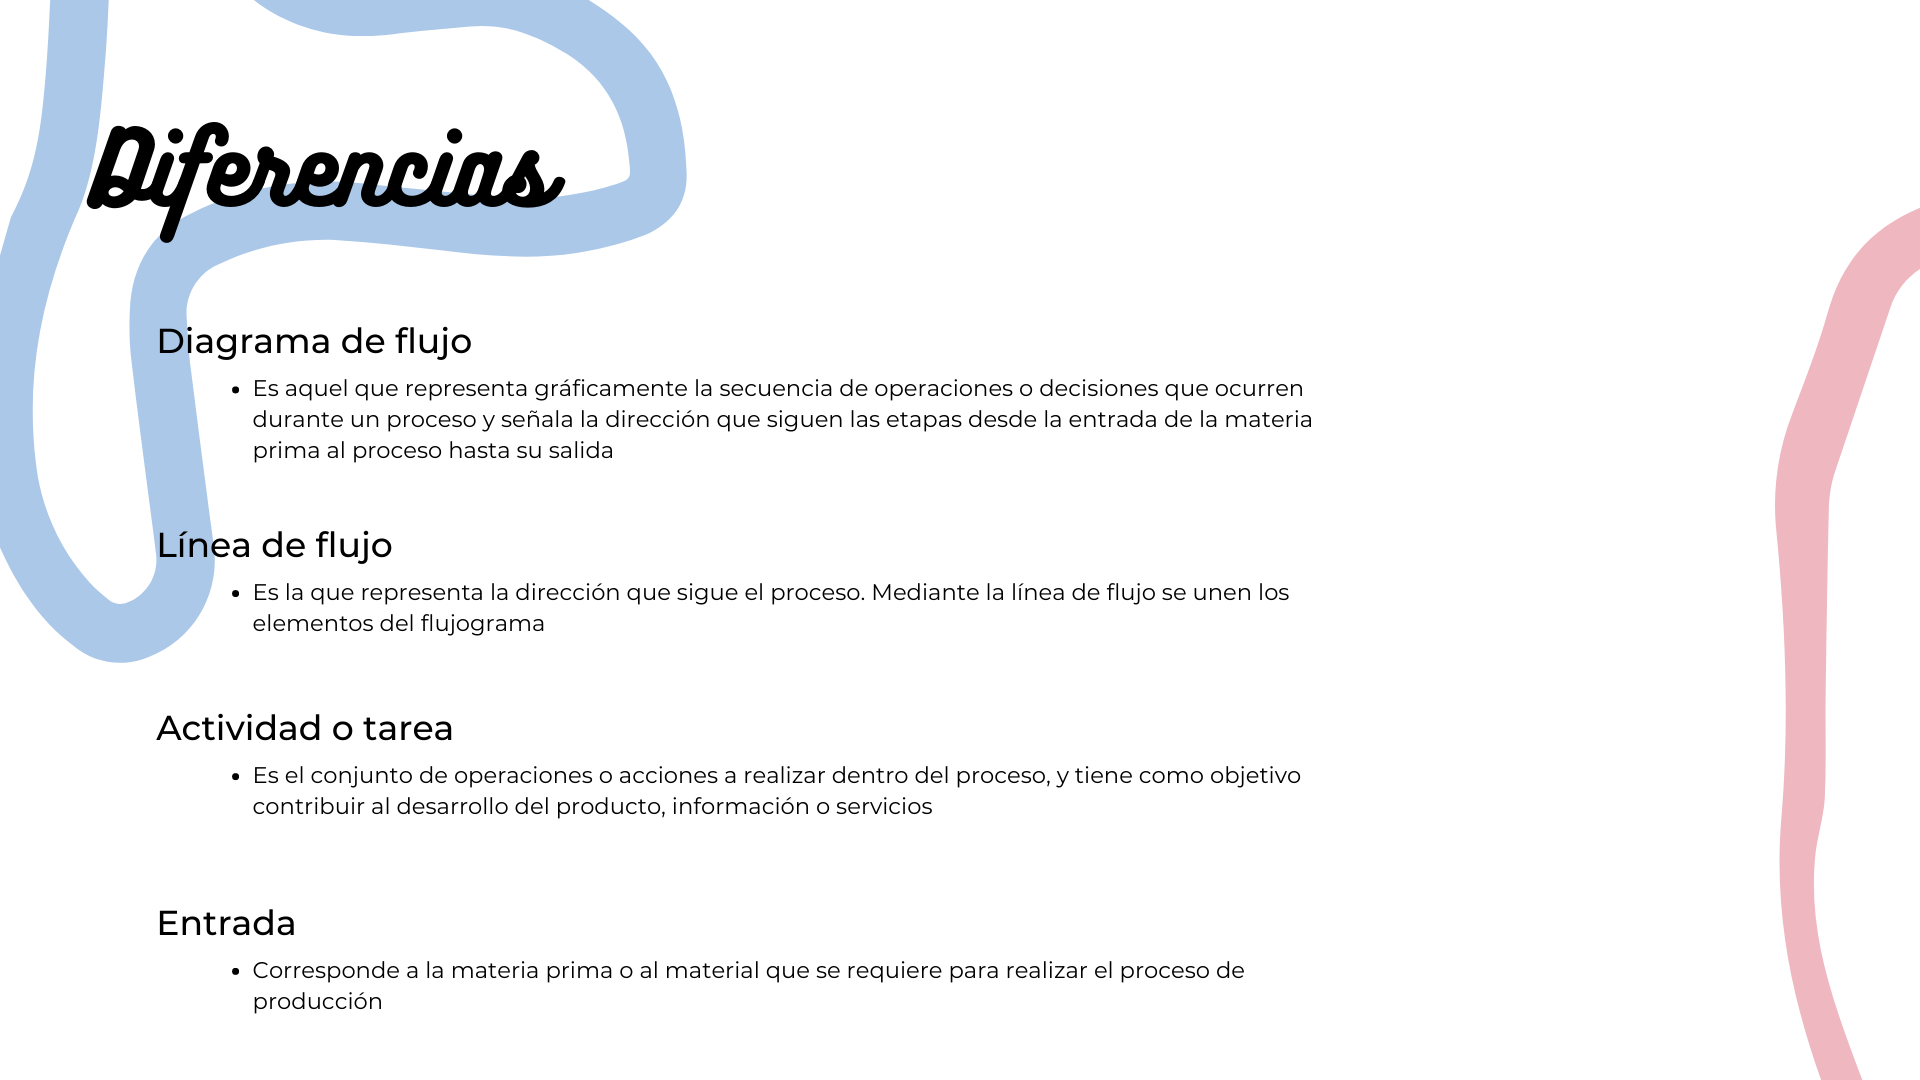 Diferencias
Diagrama de flujo
• Es aquel que representa gráficamente la secuencia de operaciones o decisiones que ocurren
durante un proceso y señala la dirección que siguen las etapas desde la entrada de la materia
prima al proceso hasta su salida
Línea de flujo
• Es la que representa la dirección que sigue el proceso. Mediante la línea de flujo se unen los
elementos del flujograma
Actividad o tarea
• Es el conjunto de operaciones o acciones a realizar dentro del proceso, y tiene como objetivo
contribuir al desarrollo del producto, información o servicios
Entrada
• Corresponde a la materia prima o al material que se requiere para realizar el proceso de
producción